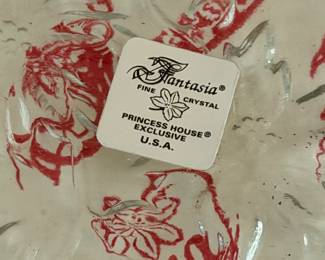 Fantasia®
FINE CRYSTAL
PRINCESS HOUSE®
EXCLUSIVE
U.S.A.